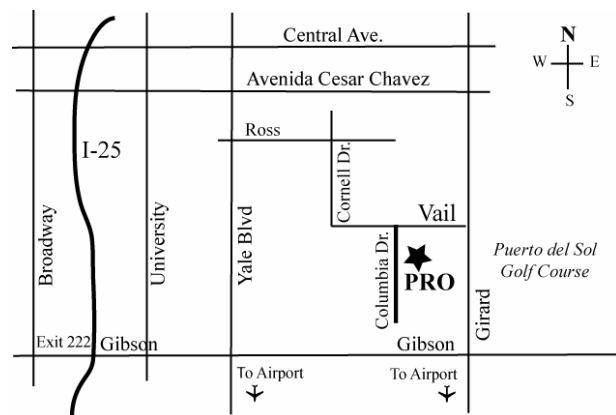 Central Ave.
N
W E
S
Avenida Cesar Chavez
Ross
I-25
Cornell Dr.
Vail
Broadway
University
Yale Blvd
Columbia Dr.
PRO
Puerto del Sol
Golf Course
Girard
Exit 222 Gibson
Gibson
To Airport
To Airport